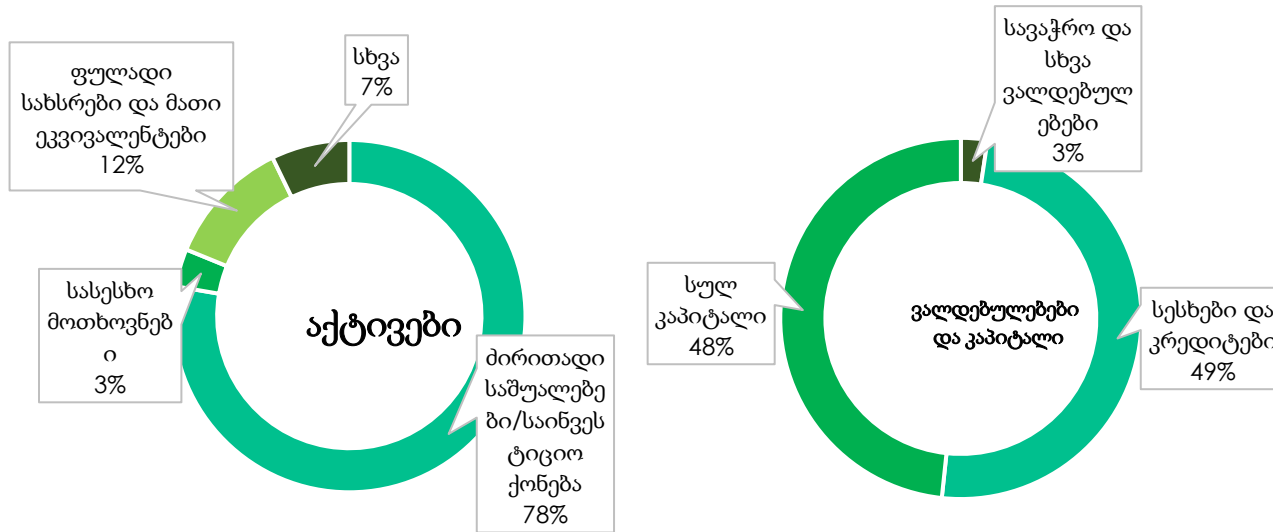 ფულადი
სახსრები და მათი
ეკვივალენტები
12%
სხვა
7%
სასესხო
მოთხოვნებ
ი
3%
აქტივები
ძირითადი
საშუალებე
ბი/საინვეს
ტიციო
ქონება
78%
სავაჭრო და
სხვა
ვალდებულ
ებები
3%
სულ
კაპიტალი
48%
ვალდებულებები
და კაპიტალი
სესხები და
კრედიტები
49%